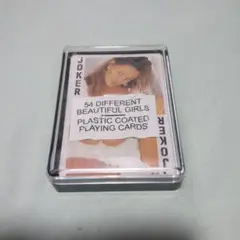 JOKER
54 DIFFERENT
BEAUTIFUL GIRLS
PLASTIC COATED
PLAYING CARDS
JOKER